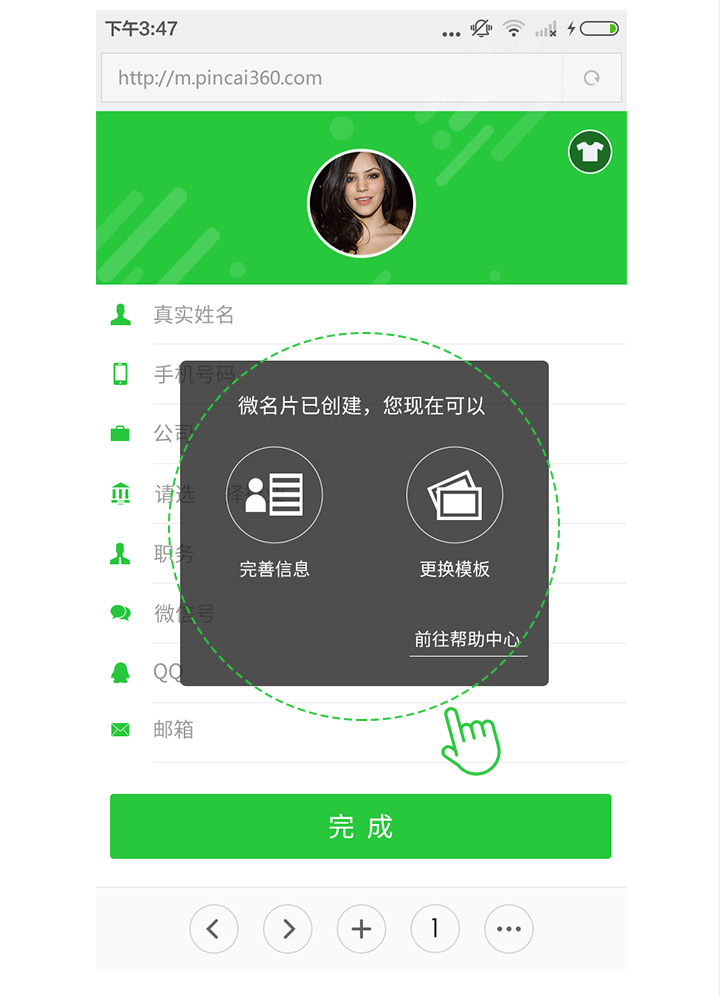 下午3:47
http://m.pincai360.com
真实姓名
手机号码
微名片已创建，您现在可以
公司
请选 择
完善信息
更换模板
职务
微信号
前往帮助中心
QQ
邮箱
完 成
1